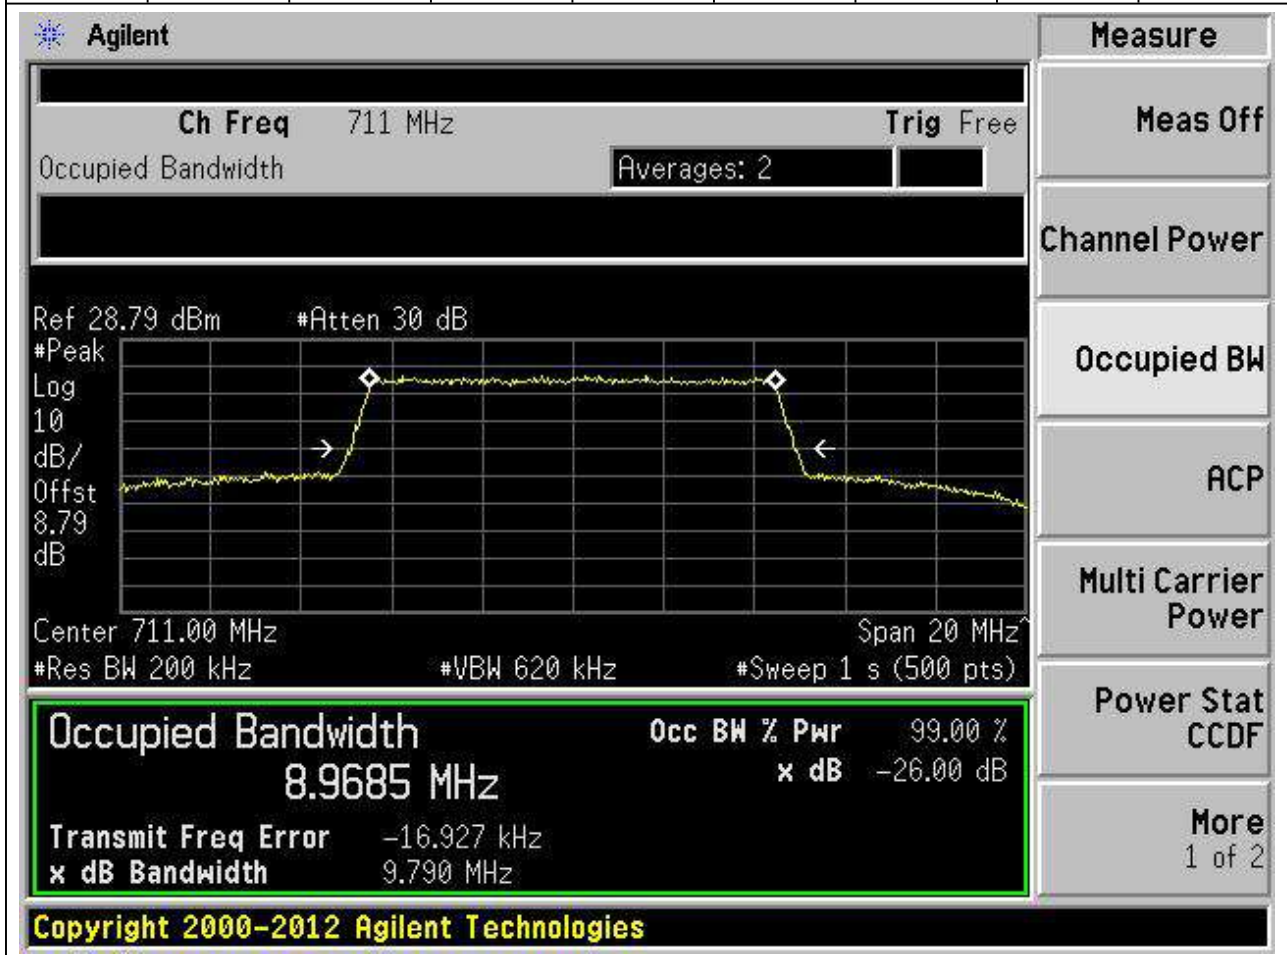 Agilent
Measure
Ch Freq 711 MHz Trig Free
Occupied Bandwidth Averages: 2
Meas Off
Channel Power
Occupied BW
ACP
Multi Carrier
Power
Power Stat
CCDF
More
1 of 2
Ref 28.79 dBm #Atten 30 dB
#Peak
Log
10
dB/
Offst
8.79
dB
Center 711.00 MHz Span 20 MHz^
#Res BW 200 kHz #VBW 620 kHz #Sweep 1 s (500 pts)
Occupied Bandwidth Occ BW % Pwr 99.00 %
8.9685 MHz x dB -26.00 dB
Transmit Freq Error -16.927 kHz
x dB Bandwidth 9.790 MHz
Copyright 2000-2012 Agilent Technologies